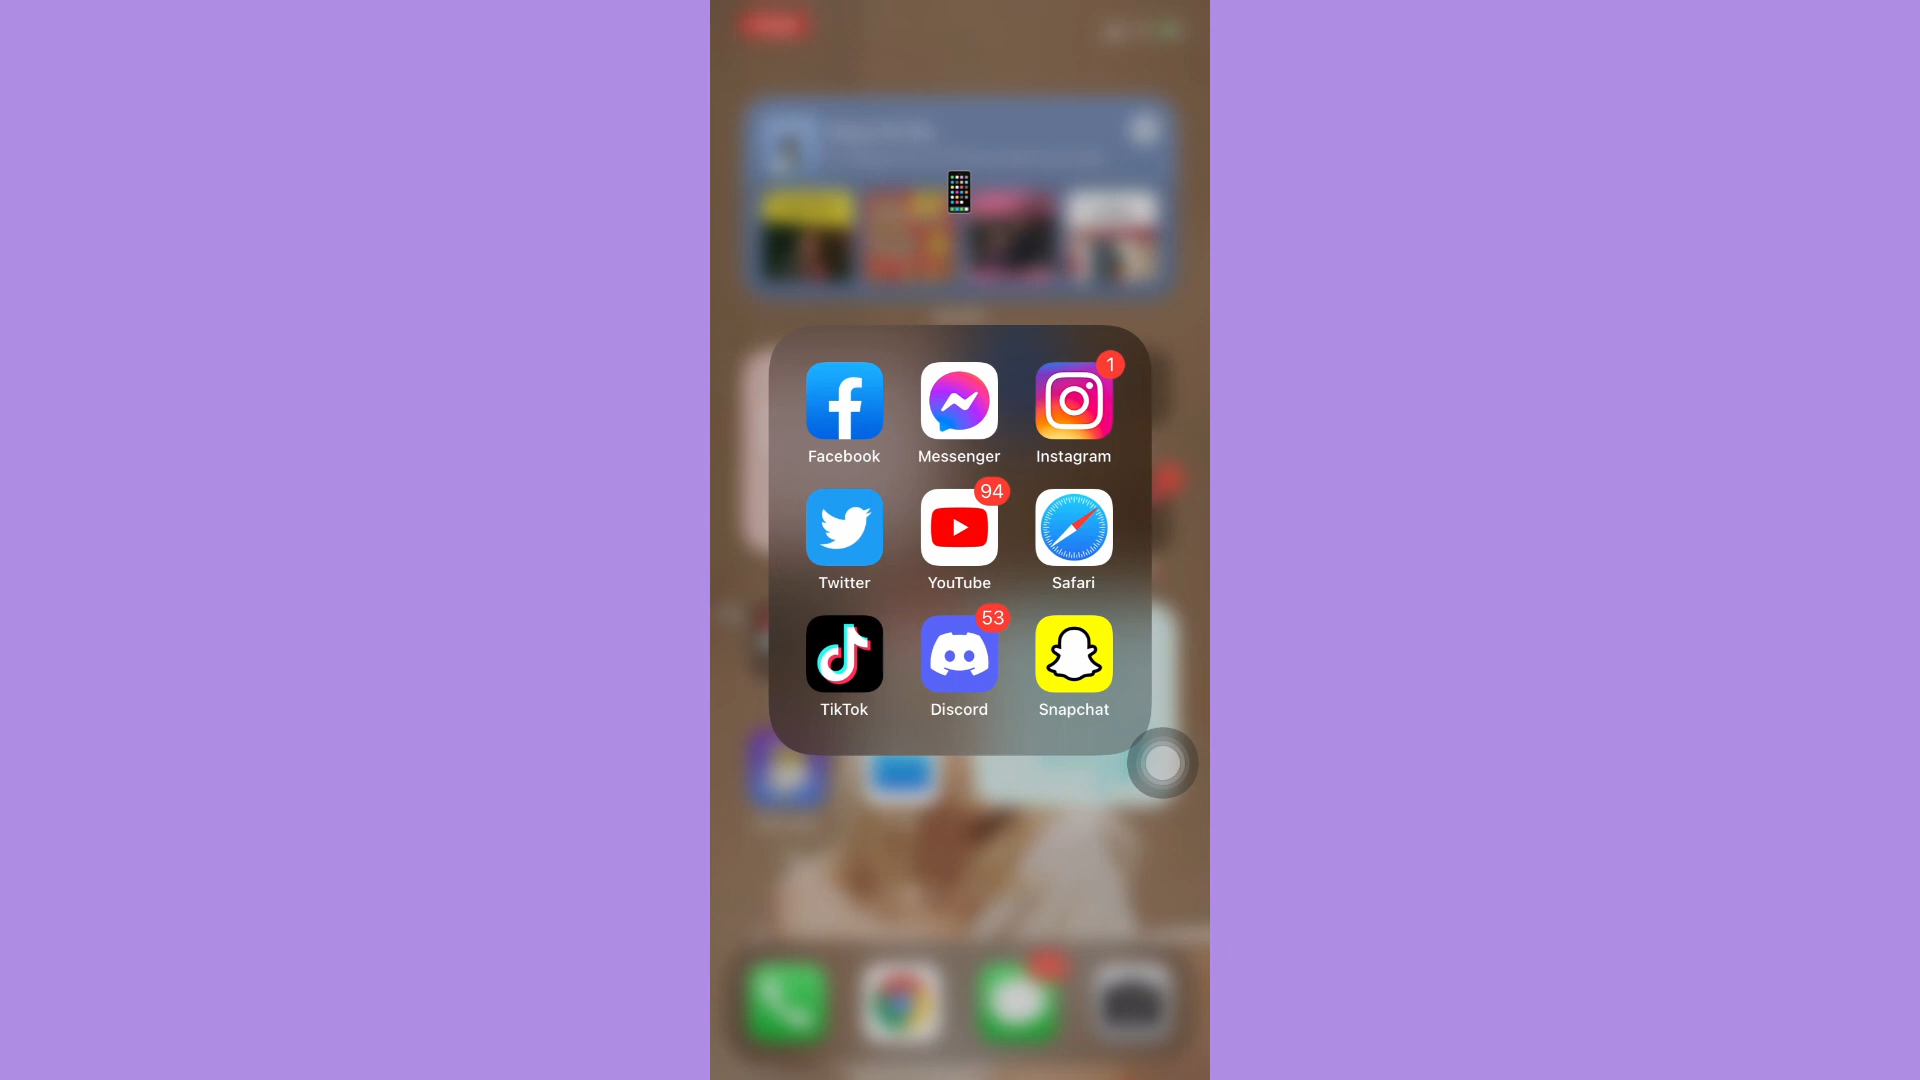 1
Facebook Messenger Instagram
94
Twitter YouTube Safari
53
TikTok Discord Snapchat